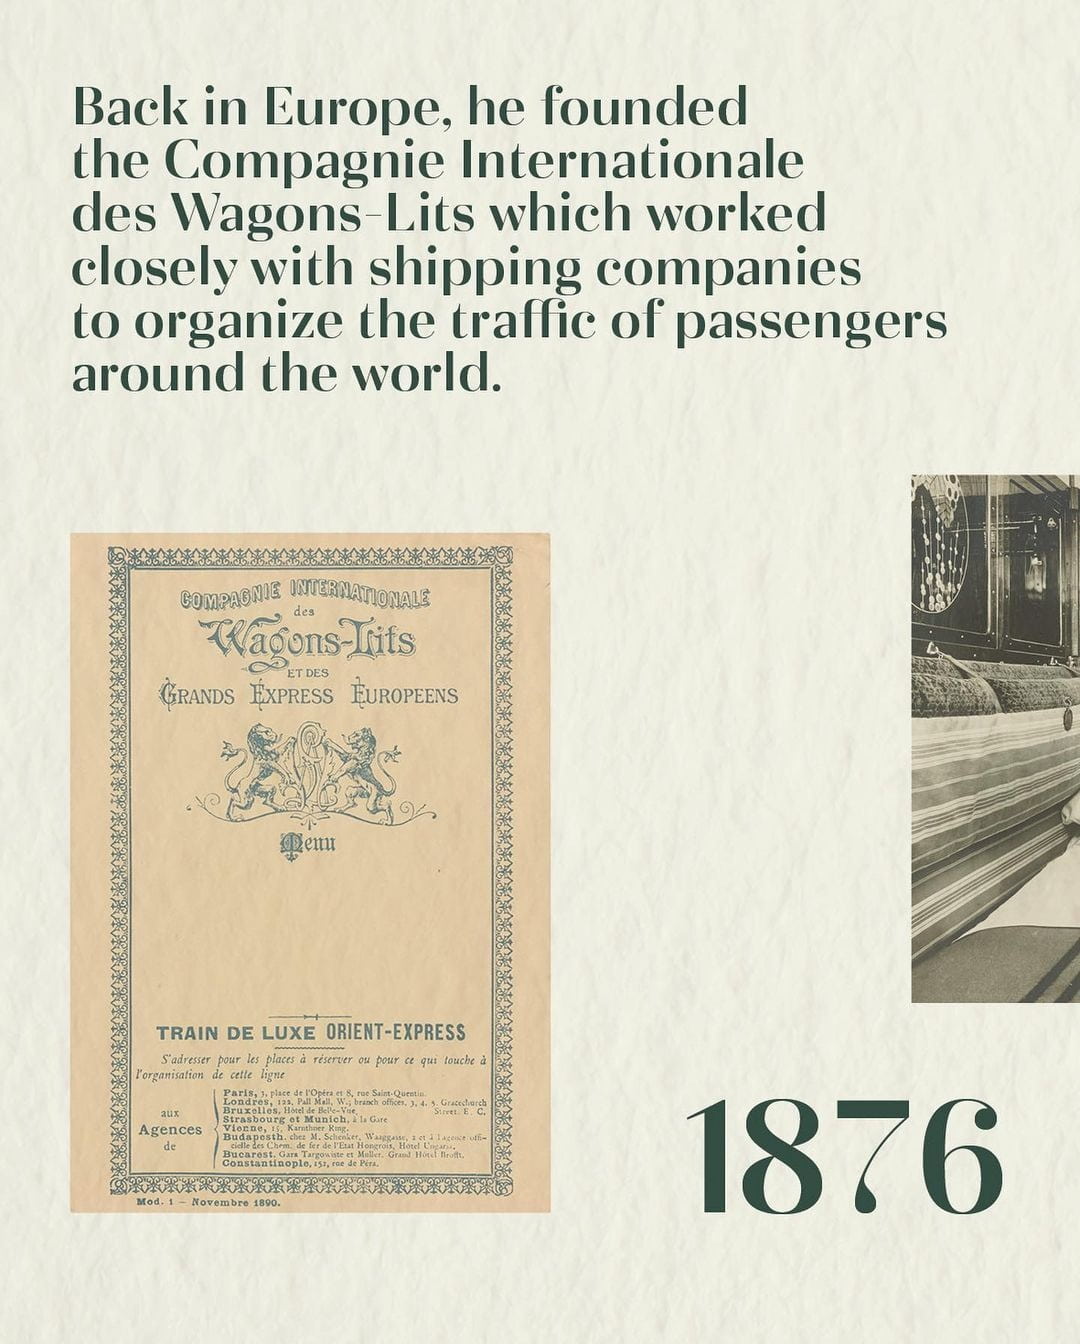 Back in Europe, he founded
the Compagnie Internationale
des Wagons-Lits which worked
closely with shipping companies
to organize the traffic of passengers
around the world.
COMPAGNIE INTERNATIONALE
des
Wagons-Lits
ET DES
GRANDS EXPRESS EUROPEENS
Menu
TRAIN DE LUXE ORIENT-EXPRESS
S'adresser pour les places à réserver ou pour ce qui touche à
l'organisation de cette ligne
aux
Agences
de
Paris, 3, place de l'Opéra et 8, rue Saint-Quentin.
Londres, 122, Pall Mall, W.; branch offices, 3, 4, 5, Gracechurch
Street. E. C.
Bruxelles, Hôtel de Belle-Vue.
Strasbourg et Munich, à la Gare
Vienne, 15, Karnthner Ring.
Budapesth, chez M. Schenker, Waaggasse, 2 et à l'agence offi-
cielle des Chem. de fer de l'Etat Hongrois, Hôtel Ungaria.
Bucarest, Gara Targowiste et Muller, Grand Hôtel Brofft.
Constantinople, 152, rue de Péra.
Mod. 1 — Novembre 1890.
1876